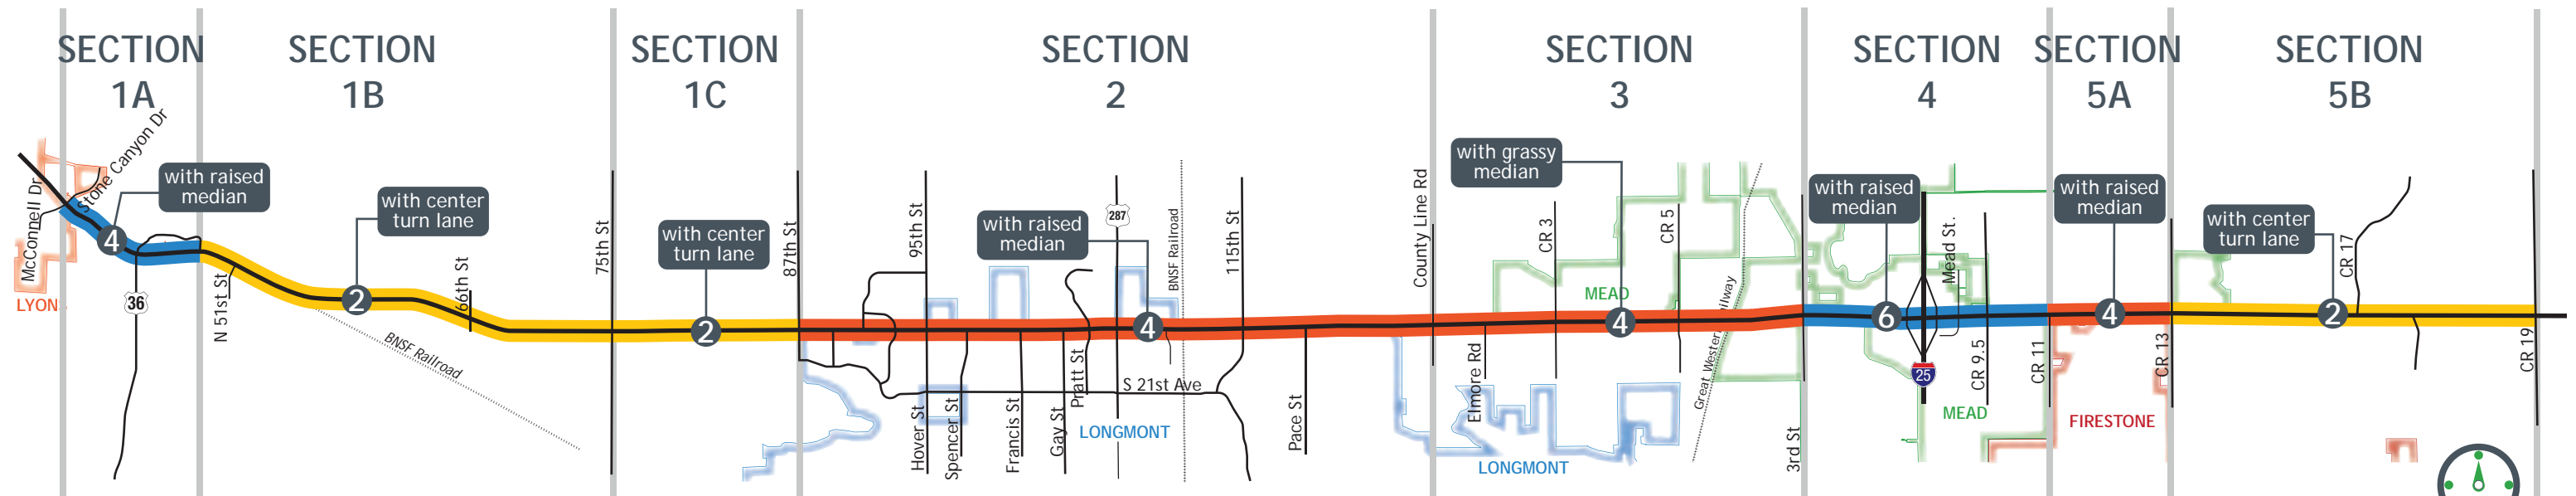 SECTION
1A
SECTION
1B
SECTION
1C
SECTION
2
SECTION
3
SECTION
4
SECTION
5A
SECTION
5B
McConnell Dr
Stone Canyon Dr
LYONS
with raised
median
4
36
N 51st St
with center
turn lane
2
66th St
BNSF Railroad
75th St
with center
turn lane
2
87th St
95th St
Hover St
Spencer St
Francis St
Gay St
Pratt St
with raised
median
4
287
BNSF Railroad
S 21st Ave
LONGMONT
115th St
Pace St
County Line Rd
with grassy
median
4
Elmore Rd
CR 3
MEAD
CR 5
Great Western Railway
LONGMONT
3rd St
with raised
median
6
25
Mead St.
CR 9.5
MEAD
CR 11
with raised
median
4
FIRESTONE
CR 13
with center
turn lane
2
CR 17
CR 19